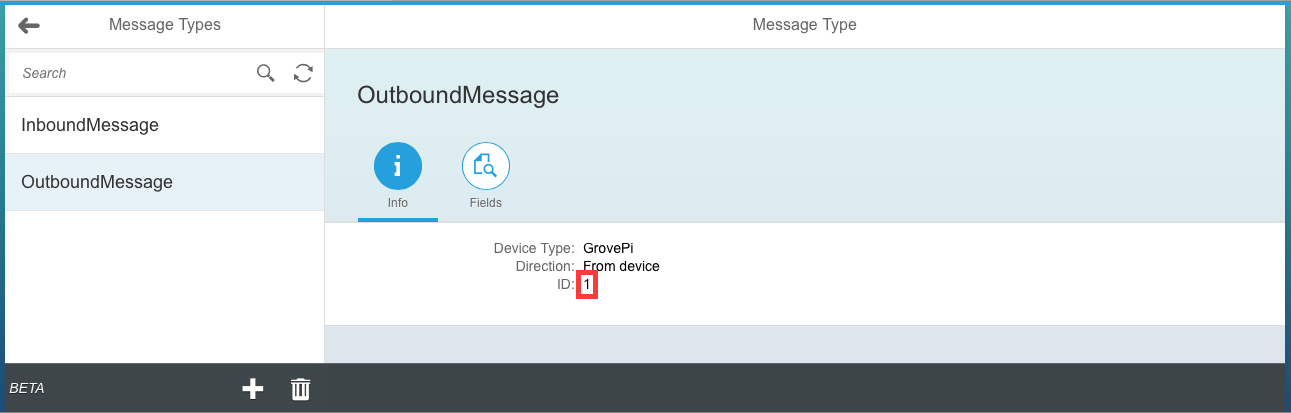 Message Types
Message Type
Search
InboundMessage
OutboundMessage
OutboundMessage
Info
Fields
Device Type: GrovePi
Direction: From device
ID: 1
BETA